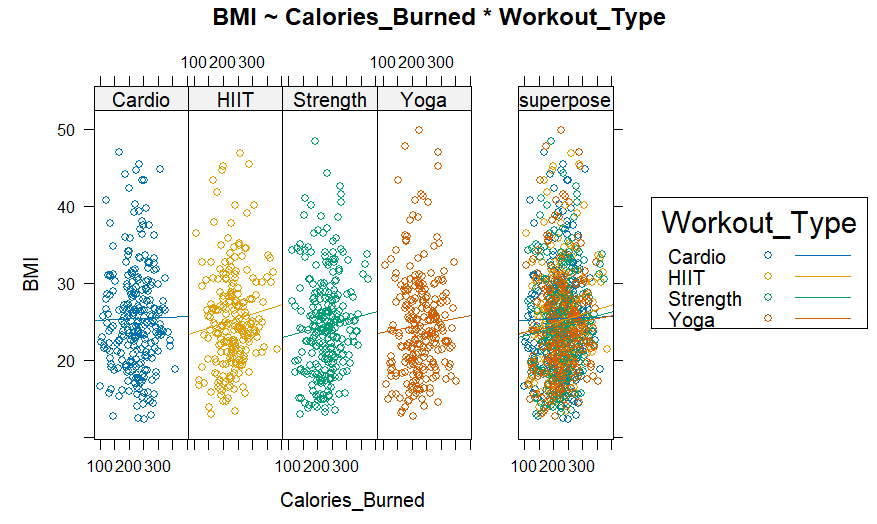 BMI ~ Calories_Burned * Workout_Type
100 200 300 100 200 300
Cardio HIIT Strength Yoga superpose
50
40
30
20
BMI
100 200 300 100 200 300 100 200 300
Calories_Burned
Workout_Type
Cardio
HIIT
Strength
Yoga